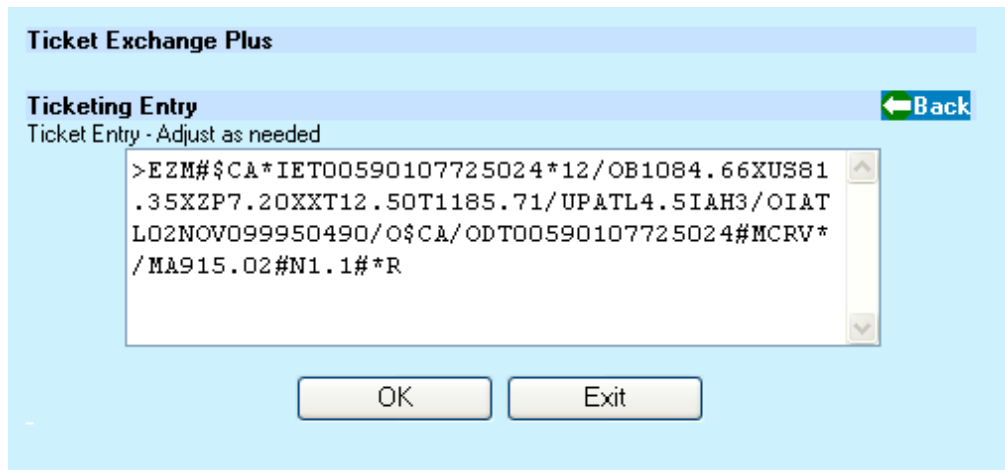 Ticket Exchange Plus
Ticketing Entry
Back
Ticket Entry - Adjust as needed
>EZM#$CA*IET00590107725024*12/OB1084.66XUS81
.35XZP7.20XXT12.50T1185.71/UPATL4.5IAH3/OIAT
L02NOV099950490/O$CA/ODT00590107725024#MCRV*
/MA915.02#N1.1#*R
OK
Exit